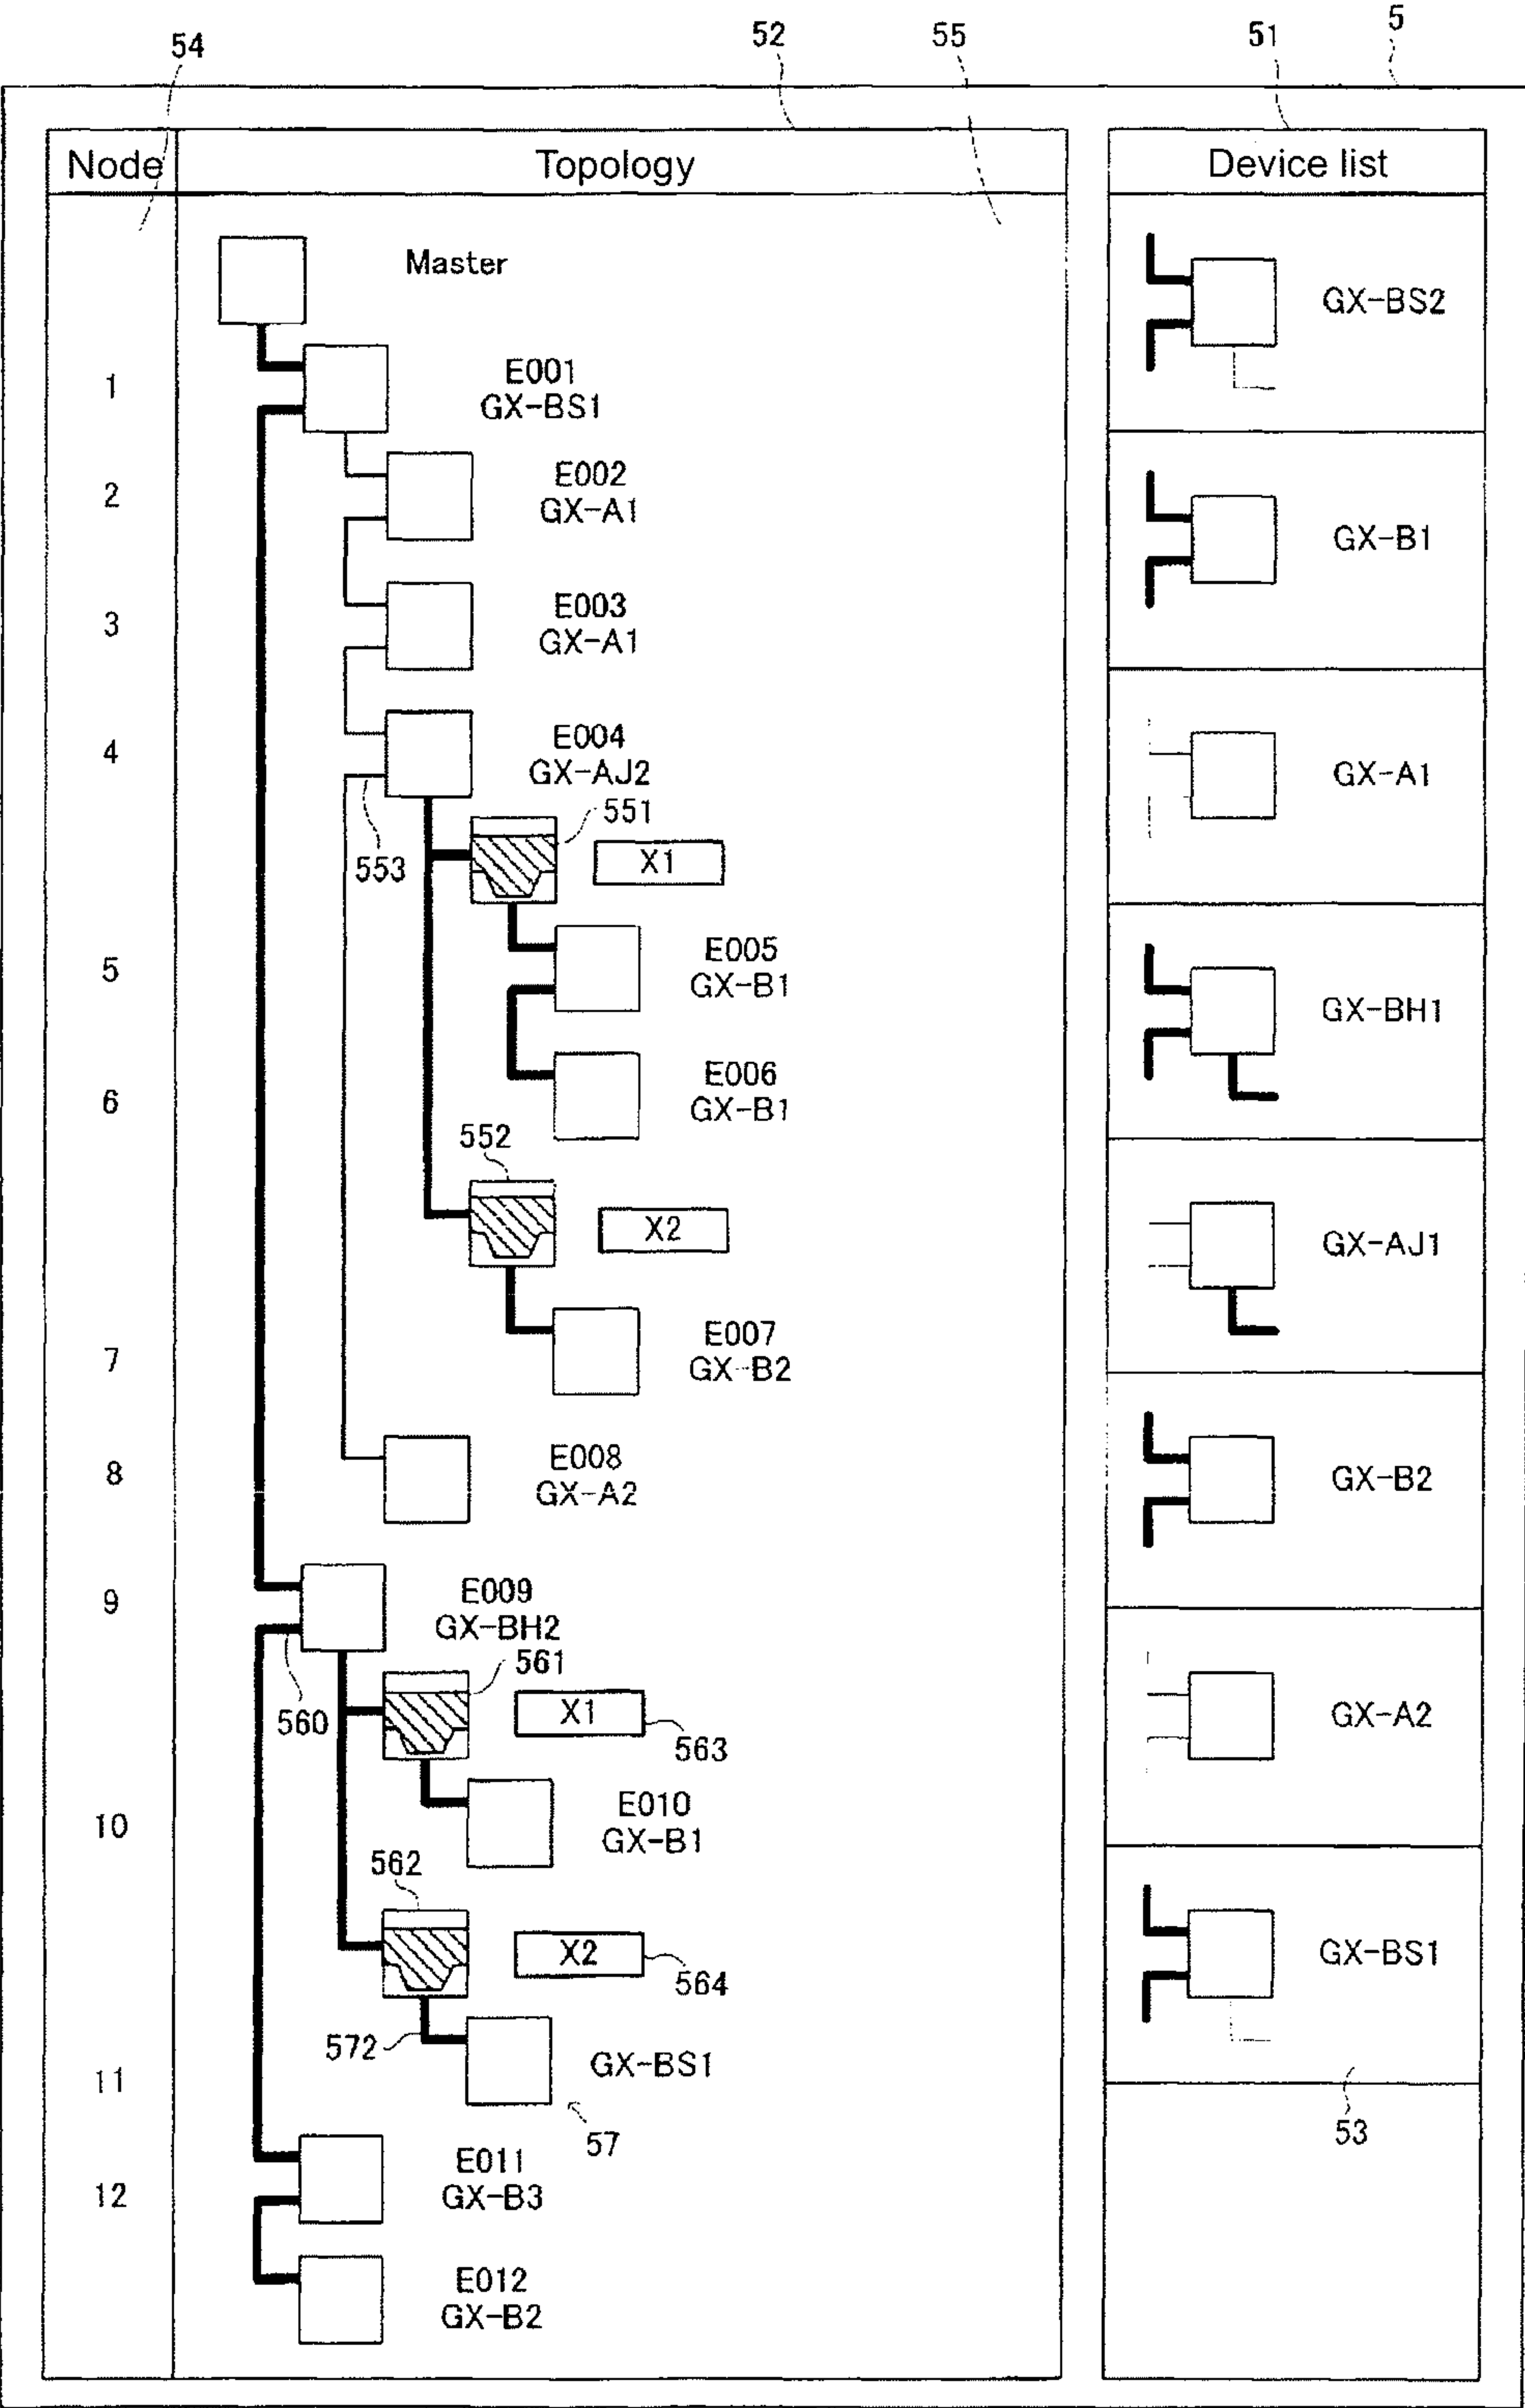 54
52
55
51
5
Node
Topology
Device list
Master
1
E001
GX-BS1
2
E002
GX-A1
3
E003
GX-A1
4
E004
GX-AJ2
553
551
X1
5
E005
GX-B1
6
E006
GX-B1
552
X2
7
E007
GX-B2
8
E008
GX-A2
9
E009
GX-BH2
560
561
X1
563
10
E010
GX-B1
562
X2
564
572
11
GX-BS1
57
12
E011
GX-B3
E012
GX-B2
GX-BS2
GX-B1
GX-A1
GX-BH1
GX-AJ1
GX-B2
GX-A2
GX-BS1
53